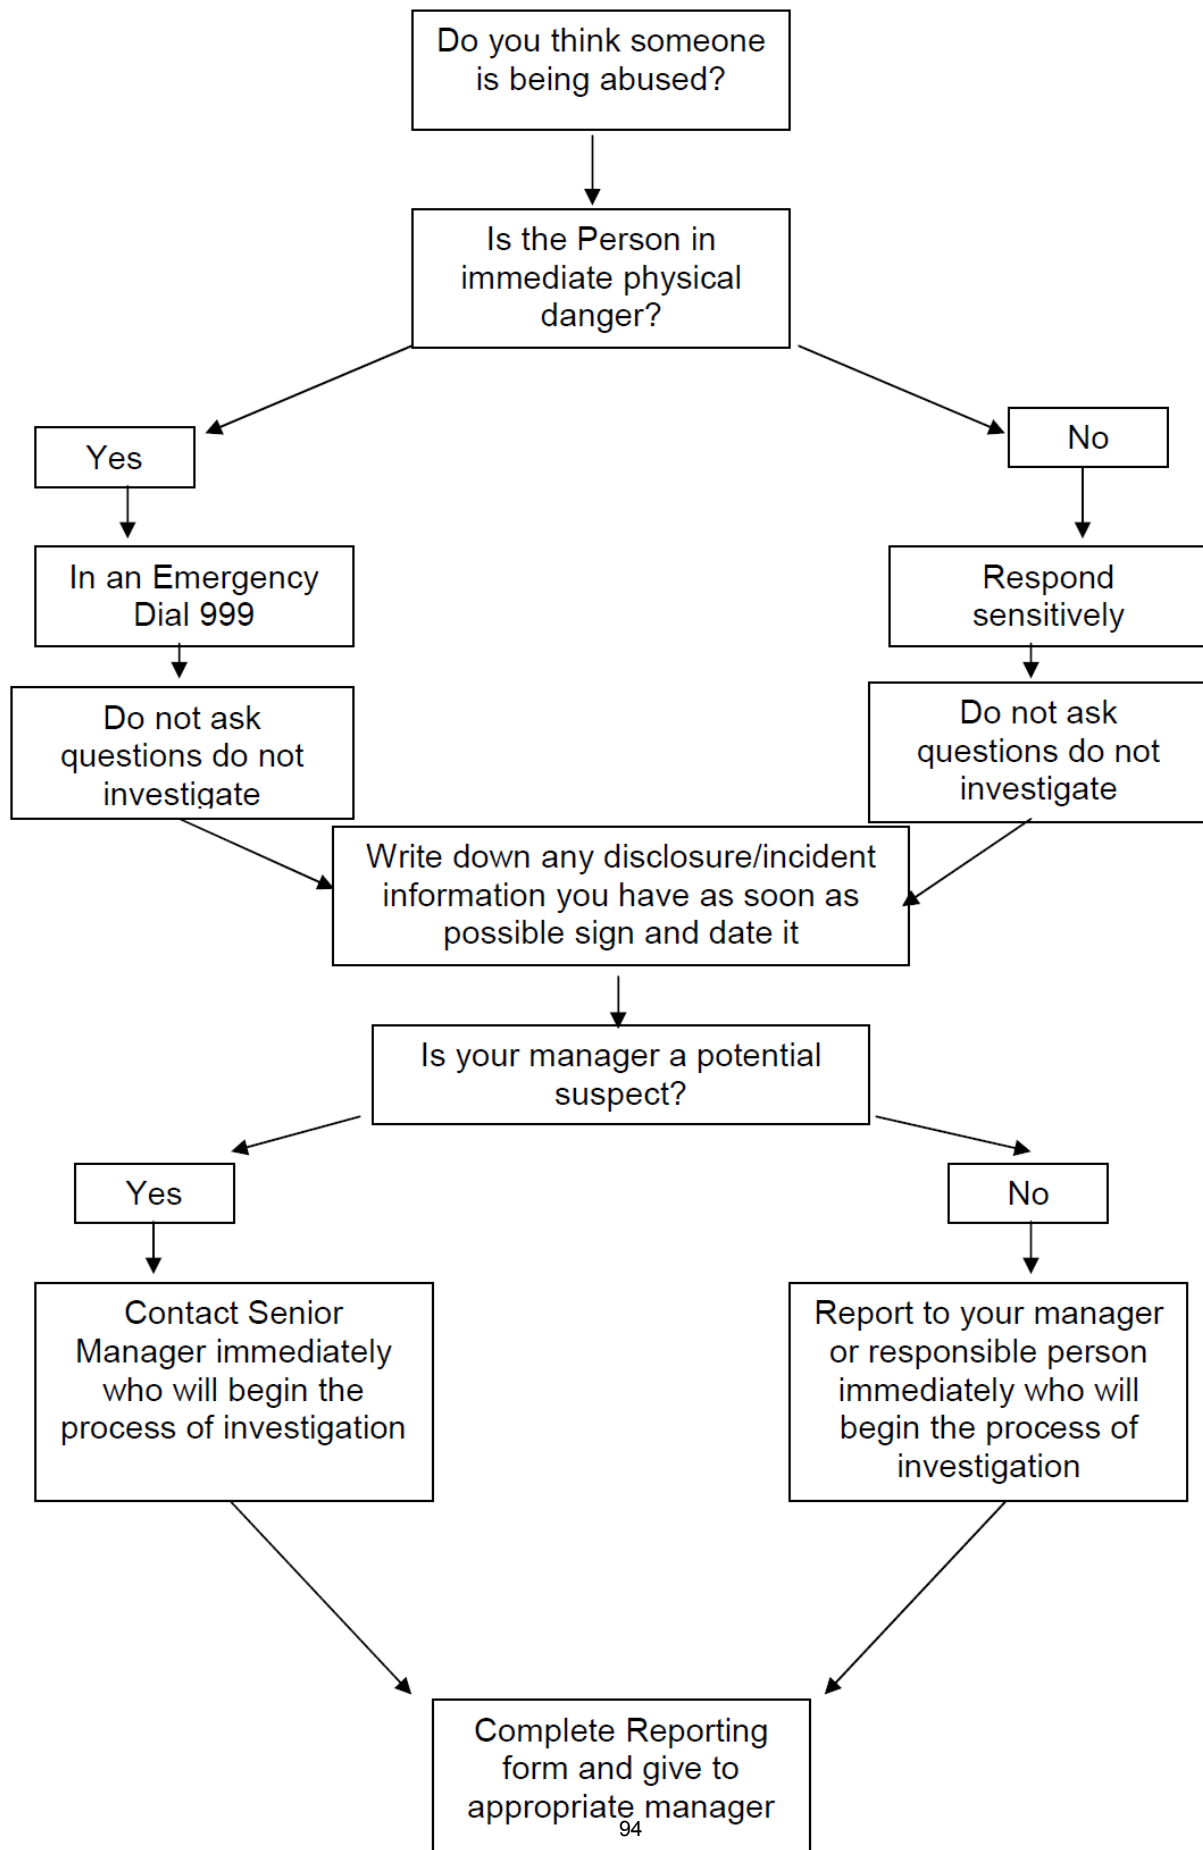 Do you think someone
is being abused?
Is the Person in
immediate physical
danger?
Yes
No
In an Emergency
Dial 999
Respond
sensitively
Do not ask
questions do not
investigate
Do not ask
questions do not
investigate
Write down any disclosure/incident
information you have as soon as
possible sign and date it
Is your manager a potential
suspect?
Yes
No
Contact Senior
Manager immediately
who will begin the
process of investigation
Report to your manager
or responsible person
immediately who will
begin the process of
investigation
Complete Reporting
form and give to
appropriate manager
94